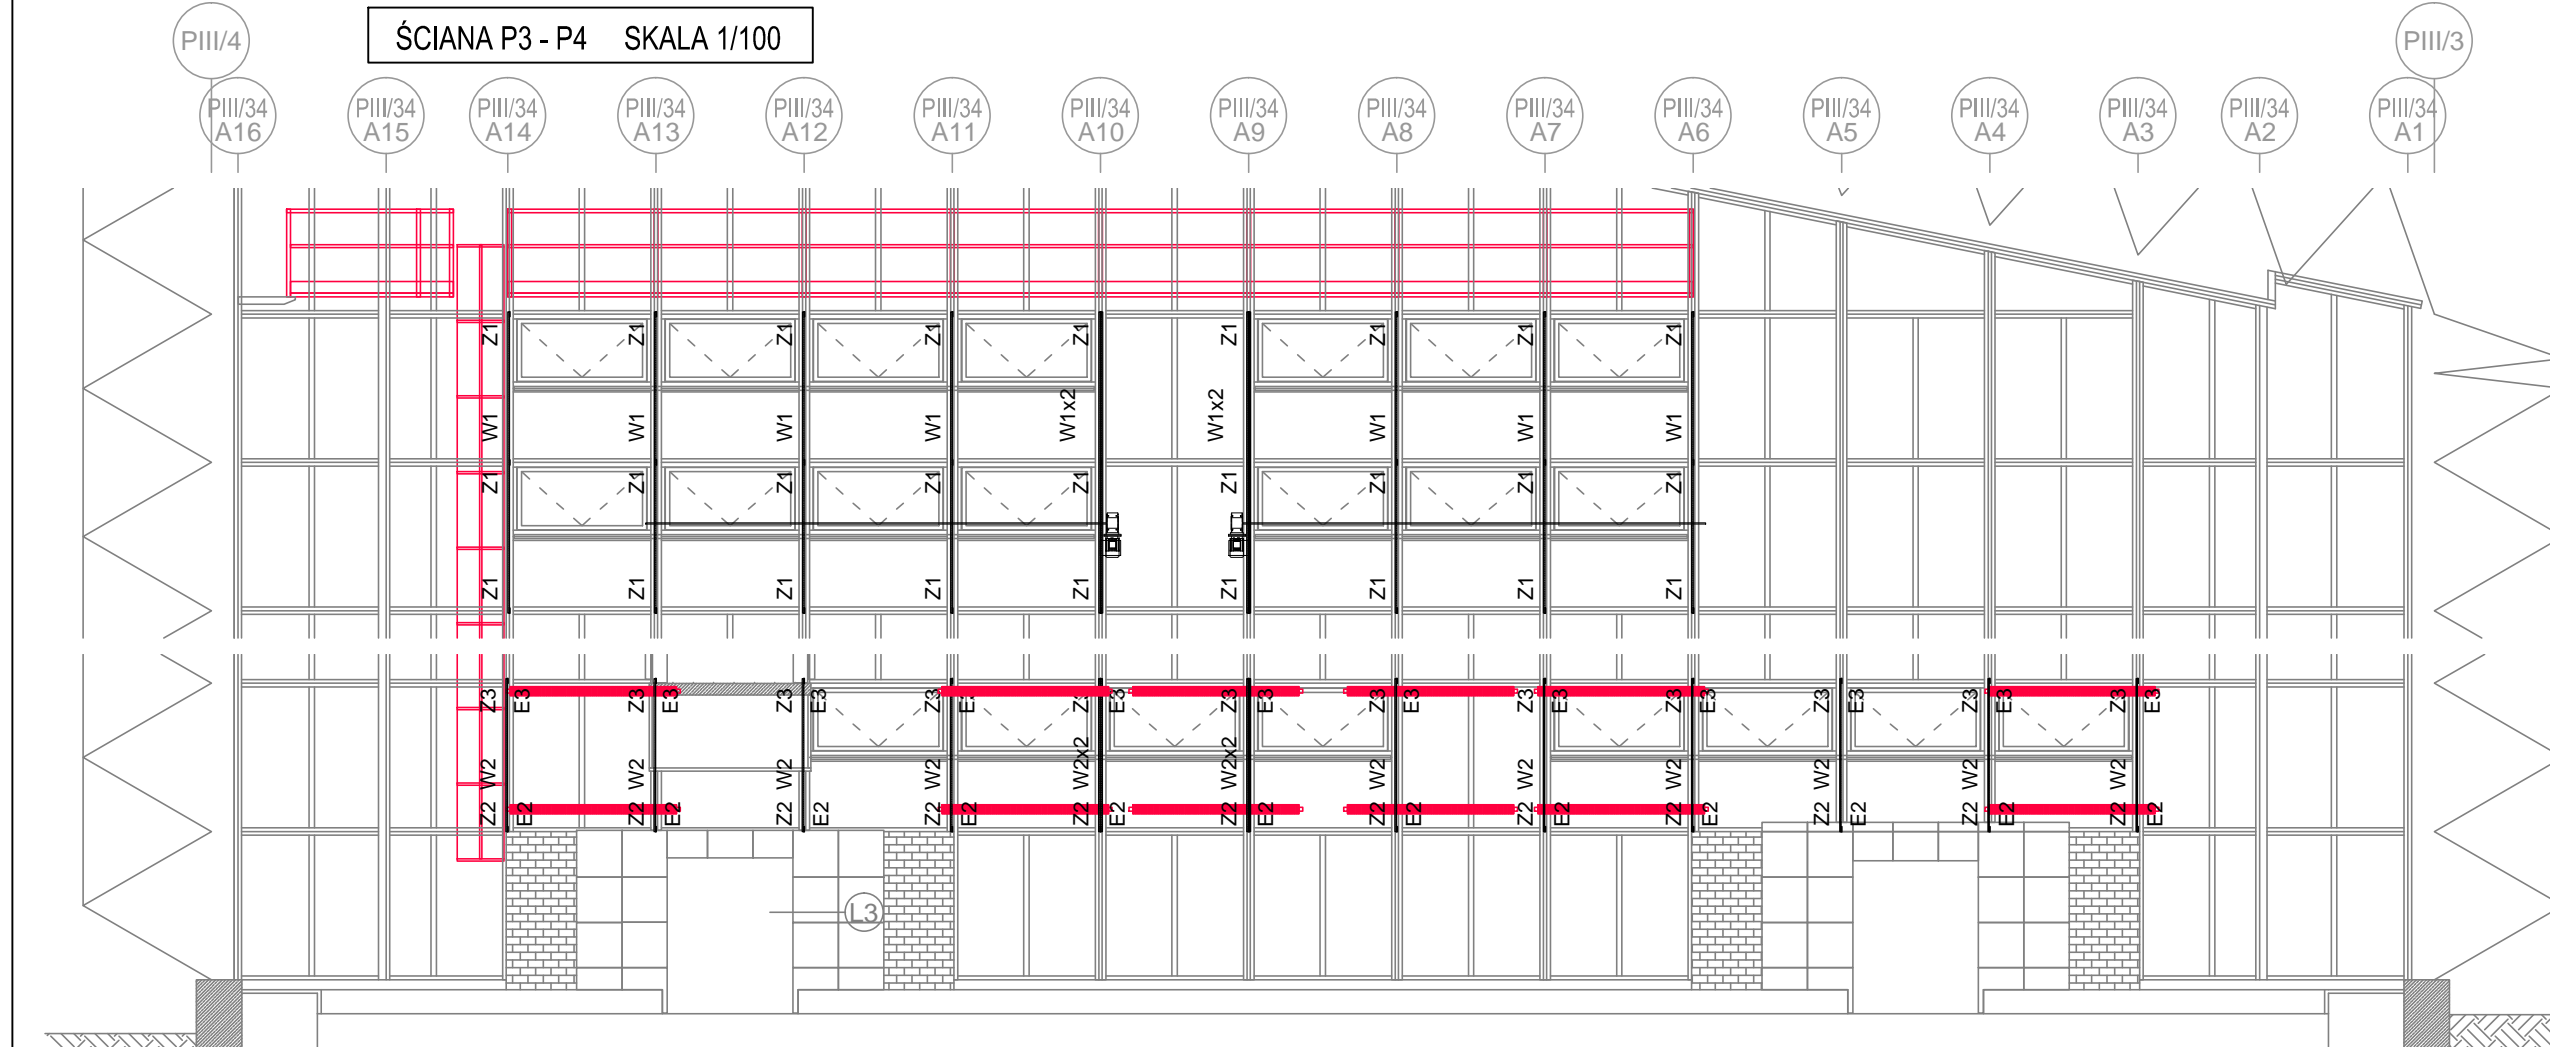 ŚCIANA P3 - P4 SKALA 1/100
PIII/4
PIII/3
PIII/34 A16
PIII/34 A15
PIII/34 A14
PIII/34 A13
PIII/34 A12
PIII/34 A11
PIII/34 A10
PIII/34 A9
PIII/34 A8
PIII/34 A7
PIII/34 A6
PIII/34 A5
PIII/34 A4
PIII/34 A3
PIII/34 A2
PIII/34 A1
Z1 Z1 Z1 Z1 Z1 Z1 Z1 Z1 Z1
W1 W1 W1 W1 W1x2 W1x2 W1 W1 W1
Z1 Z1 Z1 Z1 Z1 Z1 Z1 Z1 Z1
Z1 Z1 Z1 Z1 Z1 Z1 Z1 Z1 Z1
Z3 E3 Z3 E3 Z3 E3 Z3 E3 Z3 E3 Z3 E3 Z3 E3 Z3 E3 Z3 E3 Z3 E3 Z3 E3 Z3 E3
W2 W2 W2 W2 W2x2 W2x2 W2 W2 W2 W2 W2 W2
Z2 E2 Z2 E2 Z2 E2 Z2 E2 Z2 E2 Z2 E2 Z2 E2 Z2 E2 Z2 E2 Z2 E2 Z2 E2 Z2 E2
L3